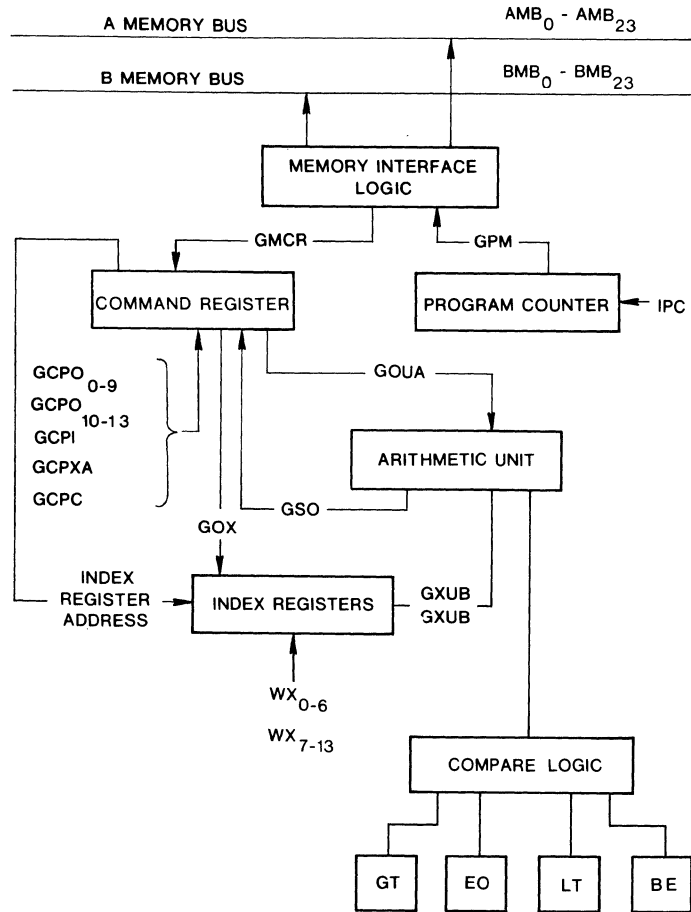 A MEMORY BUS
AMB0 - AMB23
B MEMORY BUS
BMB0 - BMB23
MEMORY INTERFACE
LOGIC
GMCR
GPM
COMMAND REGISTER
PROGRAM COUNTER
IPC
GCPO0-9
GCPO10-13
GCPI
GCPXA
GCPC
GOUA
ARITHMETIC UNIT
GSO
GOX
INDEX
REGISTER
ADDRESS
INDEX REGISTERS
GXUB
GXUB
WX0-6
WX7-13
COMPARE LOGIC
GT
EO
LT
BE